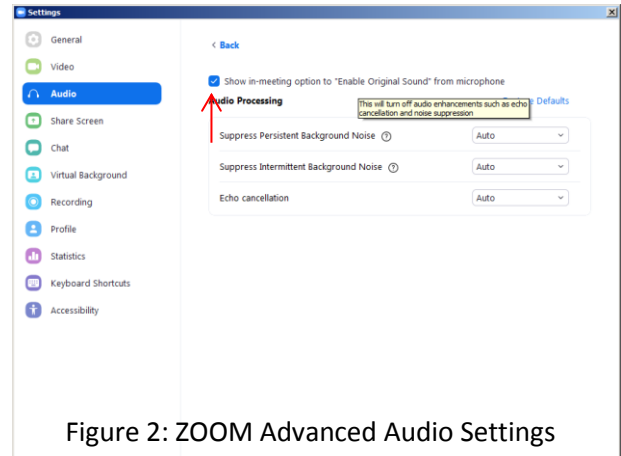 Settings
General
Video
Audio
Share Screen
Chat
Virtual Background
Recording
Profile
Statistics
Keyboard Shortcuts
Accessibility
< Back
Show in-meeting option to "Enable Original Sound" from microphone
Audio Processing
This will turn off audio enhancements such as echo
cancellation and noise suppression
Defaults
Suppress Persistent Background Noise ? Auto
Suppress Intermittent Background Noise ? Auto
Echo cancellation Auto
Figure 2: ZOOM Advanced Audio Settings